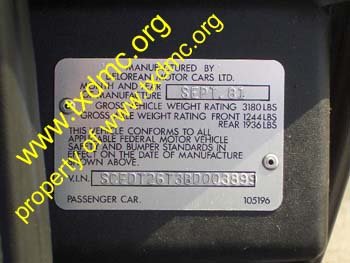 MANUFACTURED BY
DELOREAN MOTOR CARS LTD.
MONTH AND YEAR
OF MANUFACTURE SEPT. 81
GROSS VEHICLE WEIGHT RATING 3180 LBS
GROSS AXLE WEIGHT RATING FRONT 1244 LBS
REAR 1936 LBS
THIS VEHICLE CONFORMS TO ALL
APPLICABLE FEDERAL MOTOR VEHICLE
SAFETY AND BUMPER STANDARDS IN
EFFECT ON THE DATE OF MANUFACTURE
SHOWN ABOVE.
V.I.N. SCEDT26T3BD003899
PASSENGER CAR. 105196
property of www.txdmc.org
www.txdmc.org